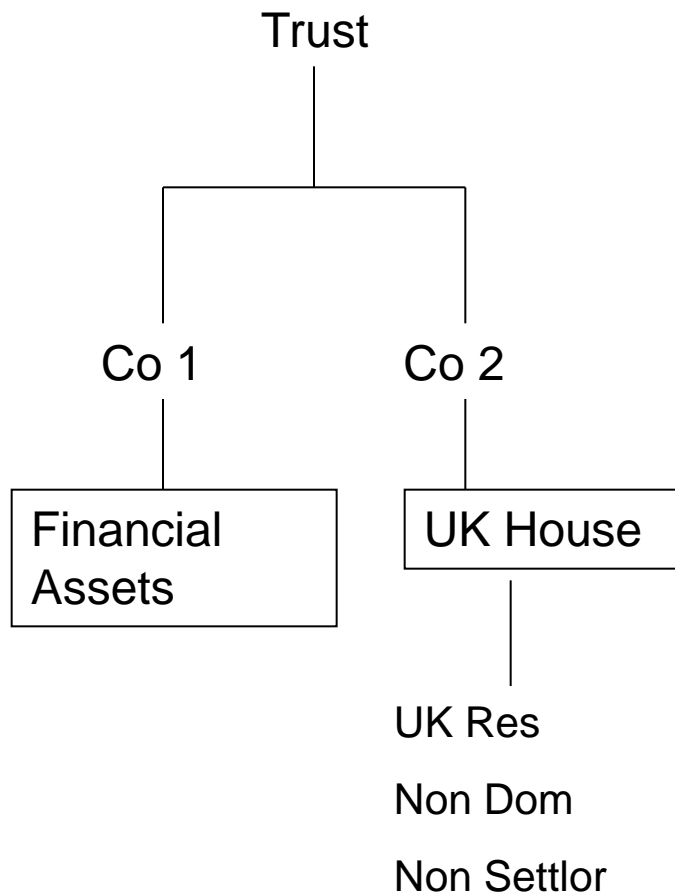 Trust
Co 1
Co 2
Financial
Assets
UK House
UK Res
Non Dom
Non Settlor